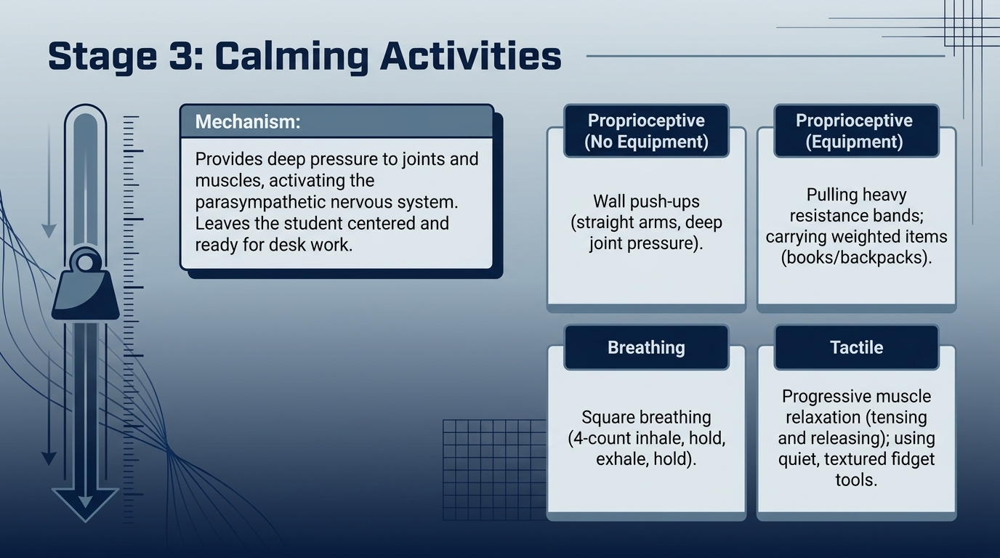 Stage 3: Calming Activities
Mechanism:
Provides deep pressure to joints and
muscles, activating the
parasympathetic nervous system.
Leaves the student centered and
ready for desk work.
Proprioceptive
(No Equipment)
Wall push-ups
(straight arms, deep
joint pressure).
Proprioceptive
(Equipment)
Pulling heavy
resistance bands;
carrying weighted items
(books/backpacks).
Breathing
Square breathing
(4-count inhale, hold,
exhale, hold).
Tactile
Progressive muscle
relaxation (tensing
and releasing); using
quiet, textured fidget
tools.